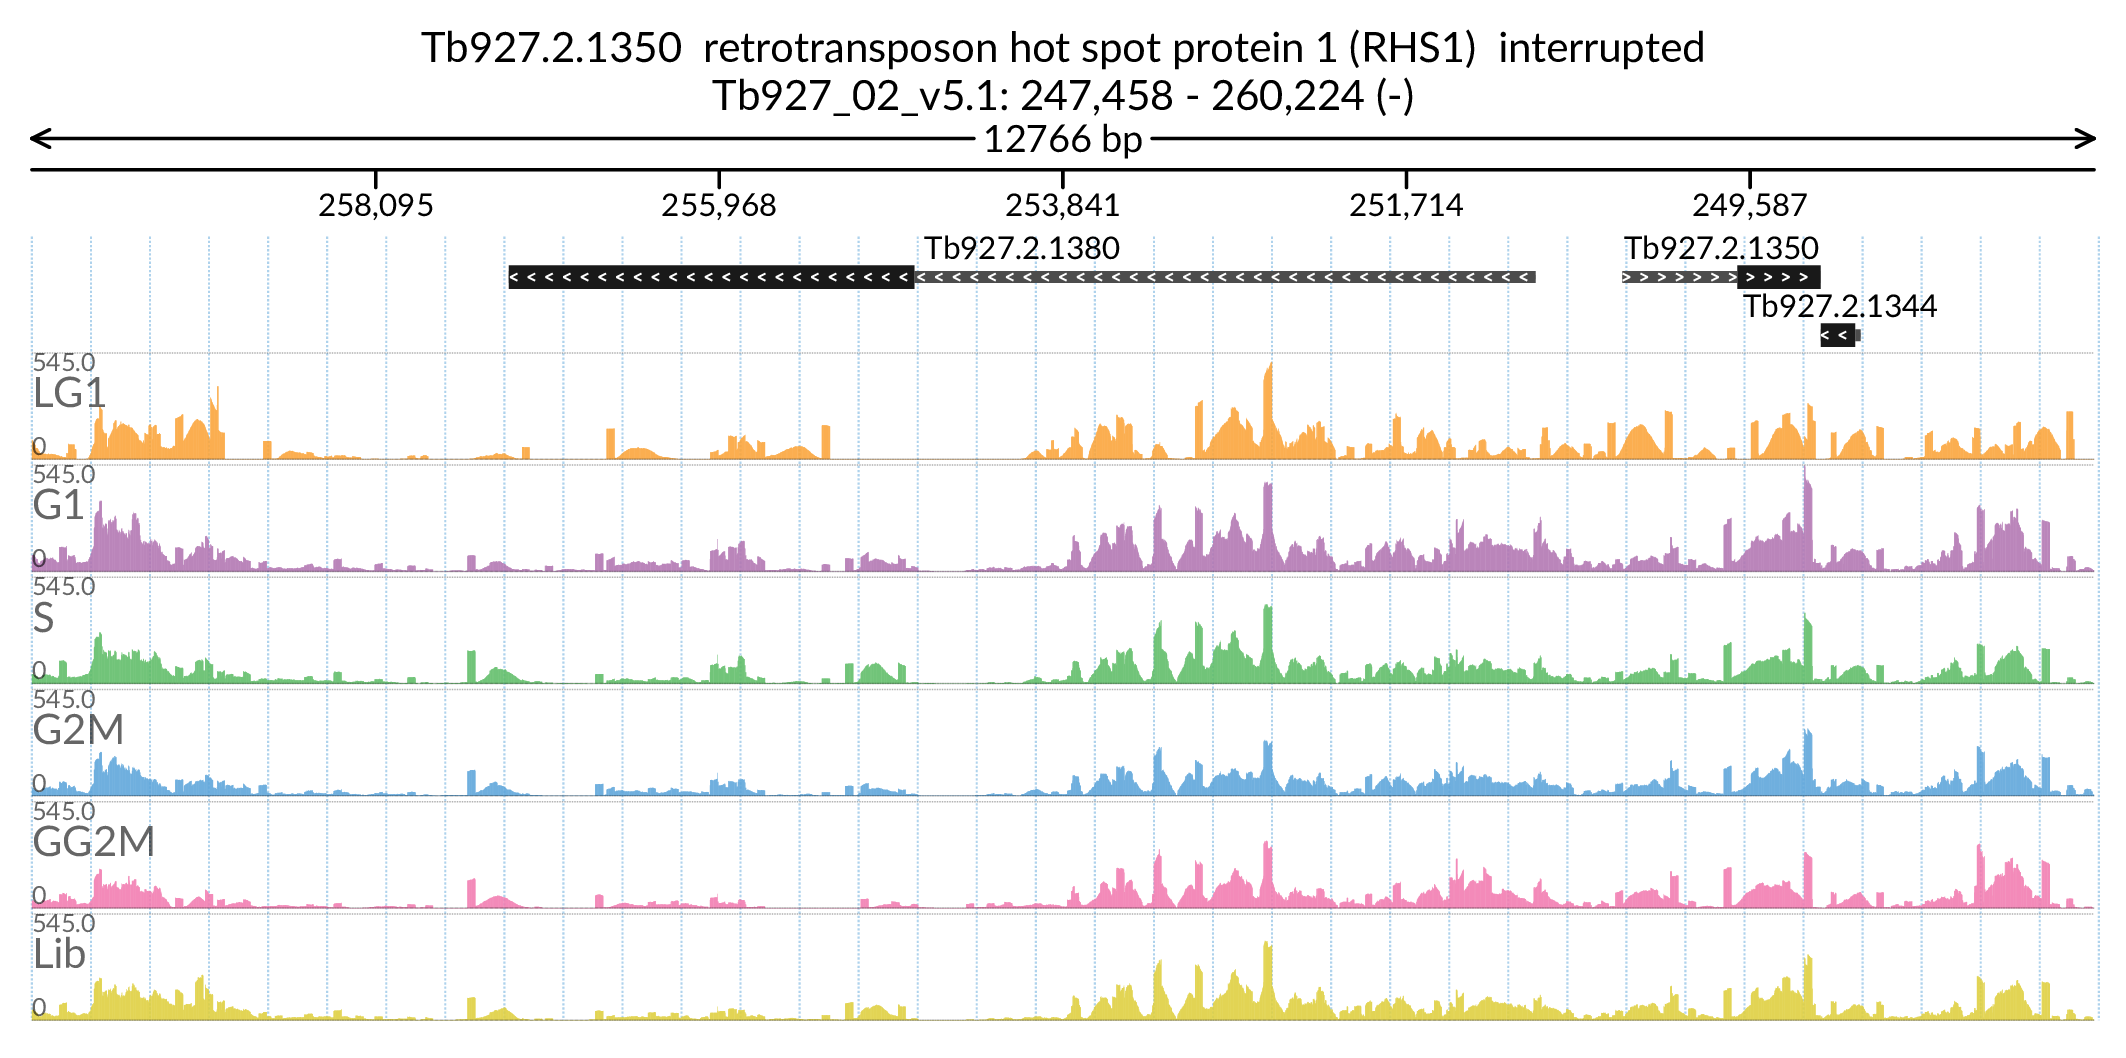 Tb927.2.1350  retrotransposon hot spot protein 1 (RHS1)  interrupted
Tb927_02_v5.1: 247,458 - 260,224 (-)
12766 bp
258,095 255,968 253,841 251,714 249,587
Tb927.2.1380 Tb927.2.1350
Tb927.2.1344
545.0
LG1
0
545.0
G1
0
545.0
S
0
545.0
G2M
0
545.0
GG2M
0
545.0
Lib
0